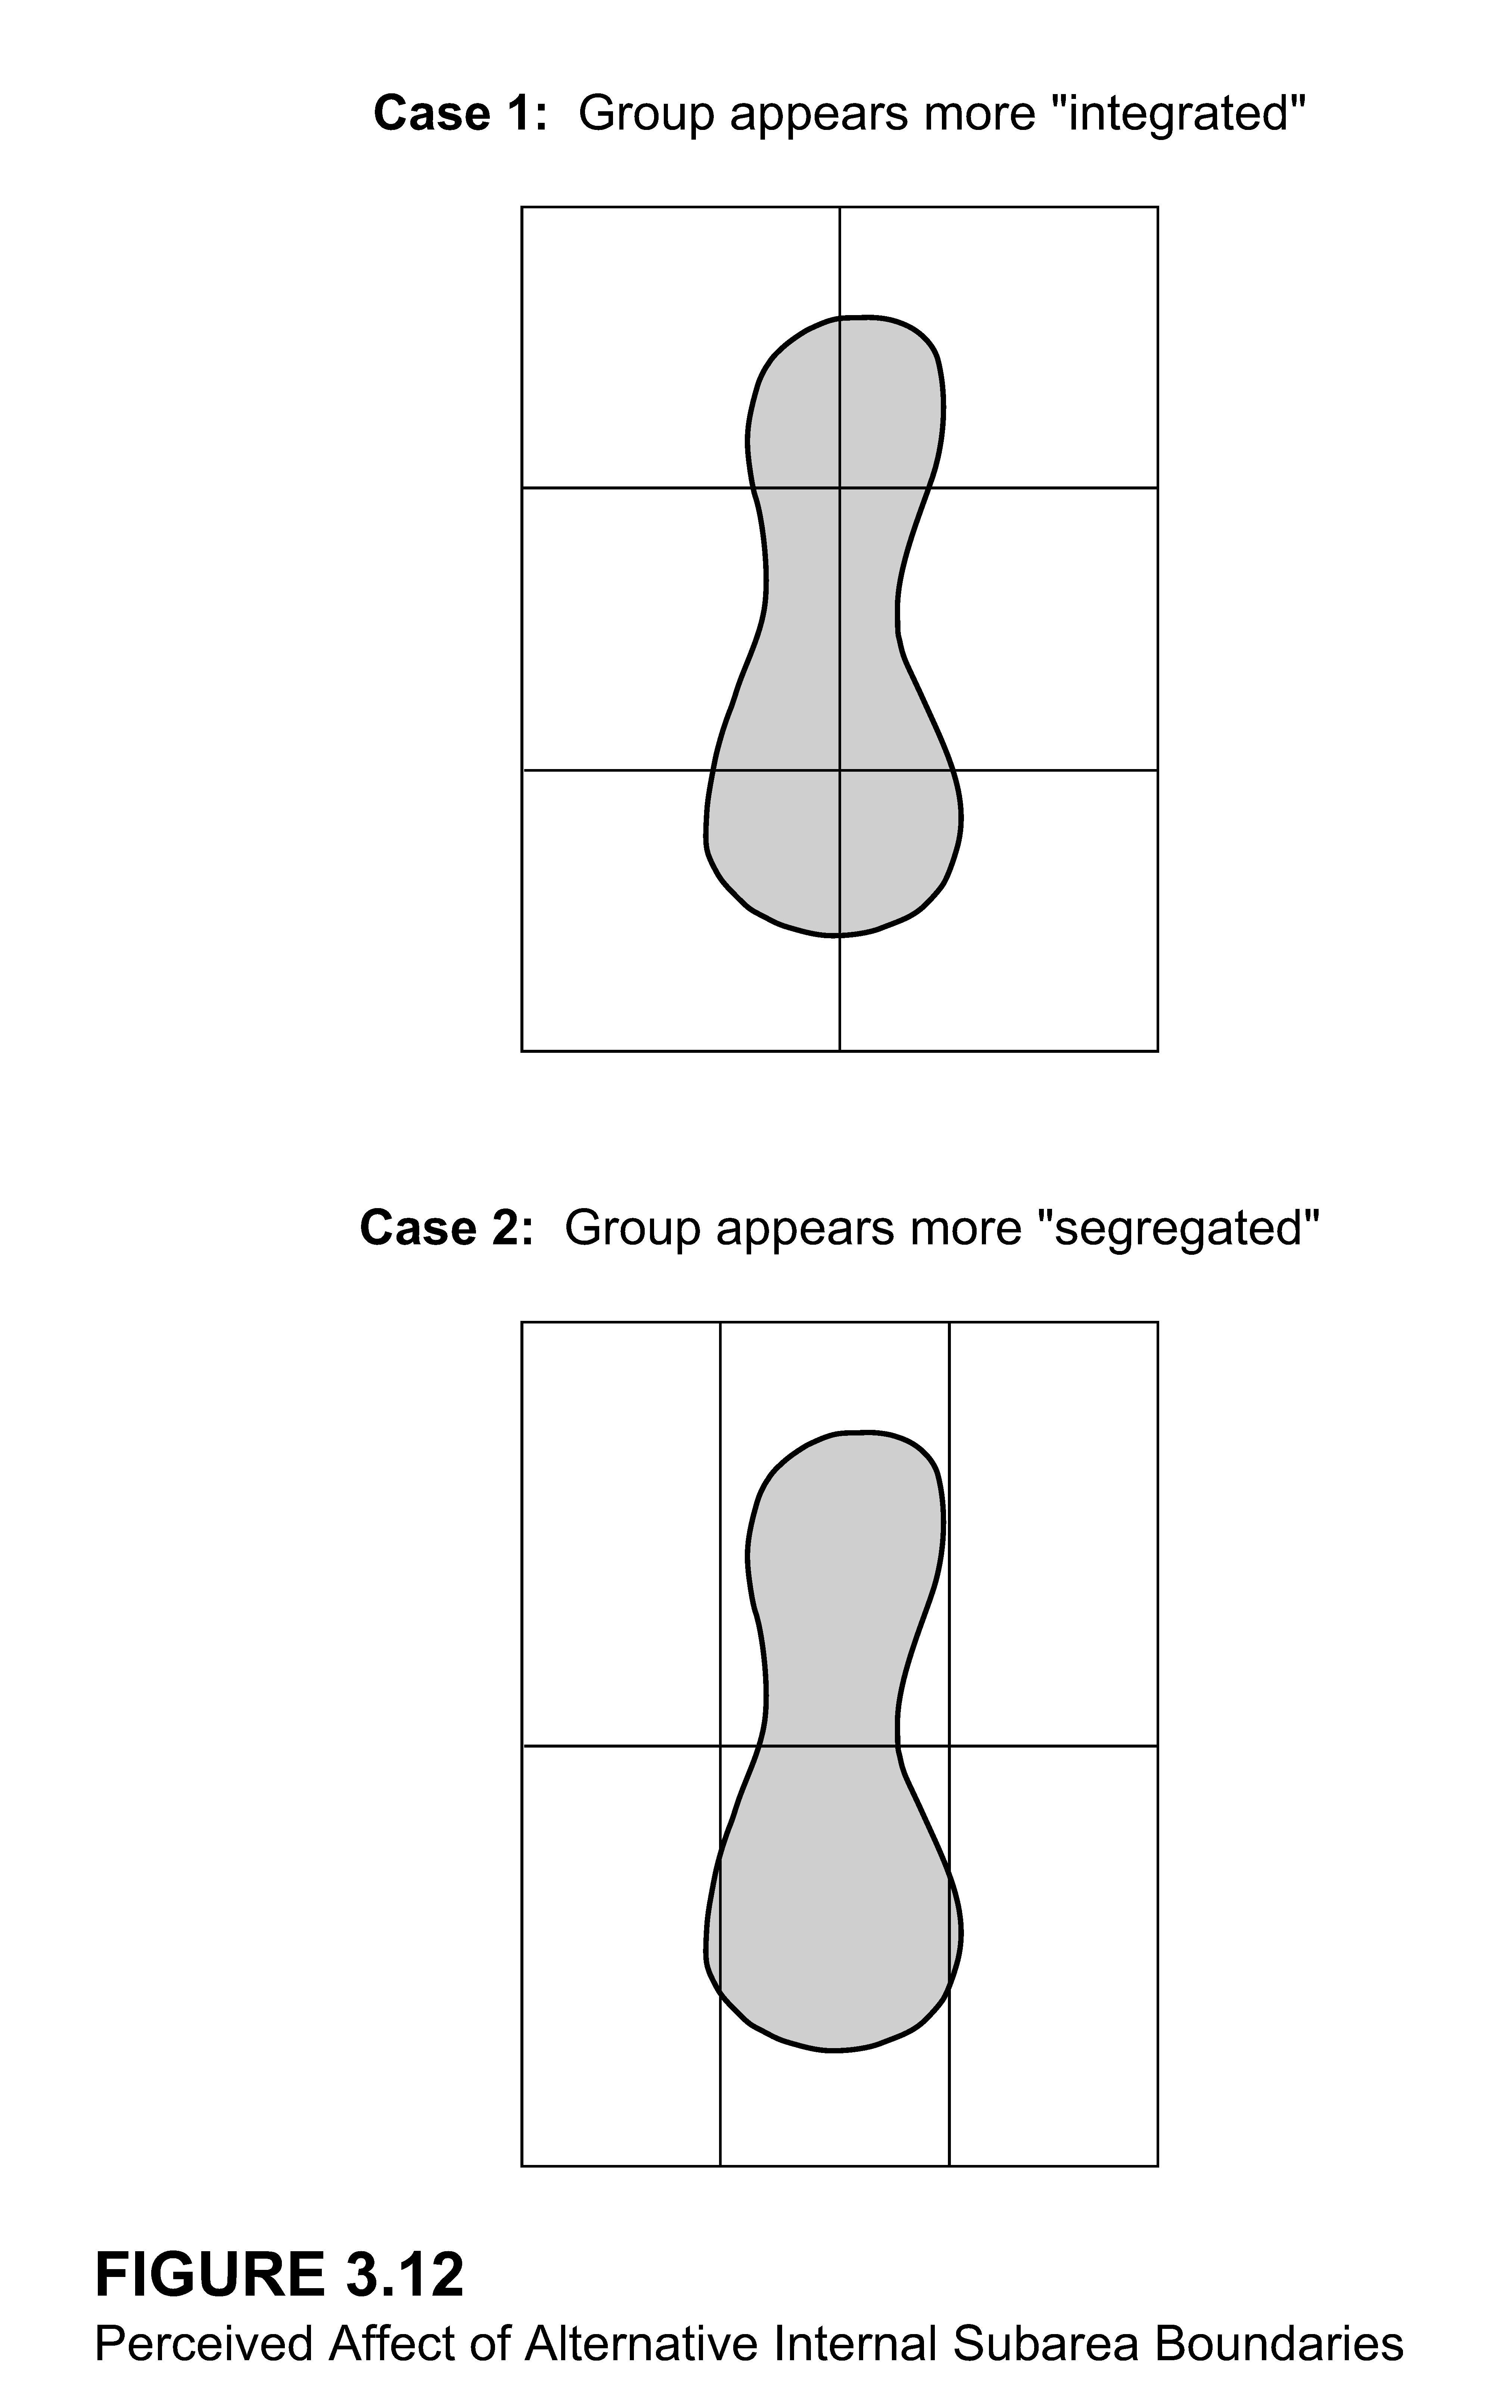 Case 1: Group appears more "integrated"
Case 2: Group appears more "segregated"
FIGURE 3.12
Perceived Affect of Alternative Internal Subarea Boundaries